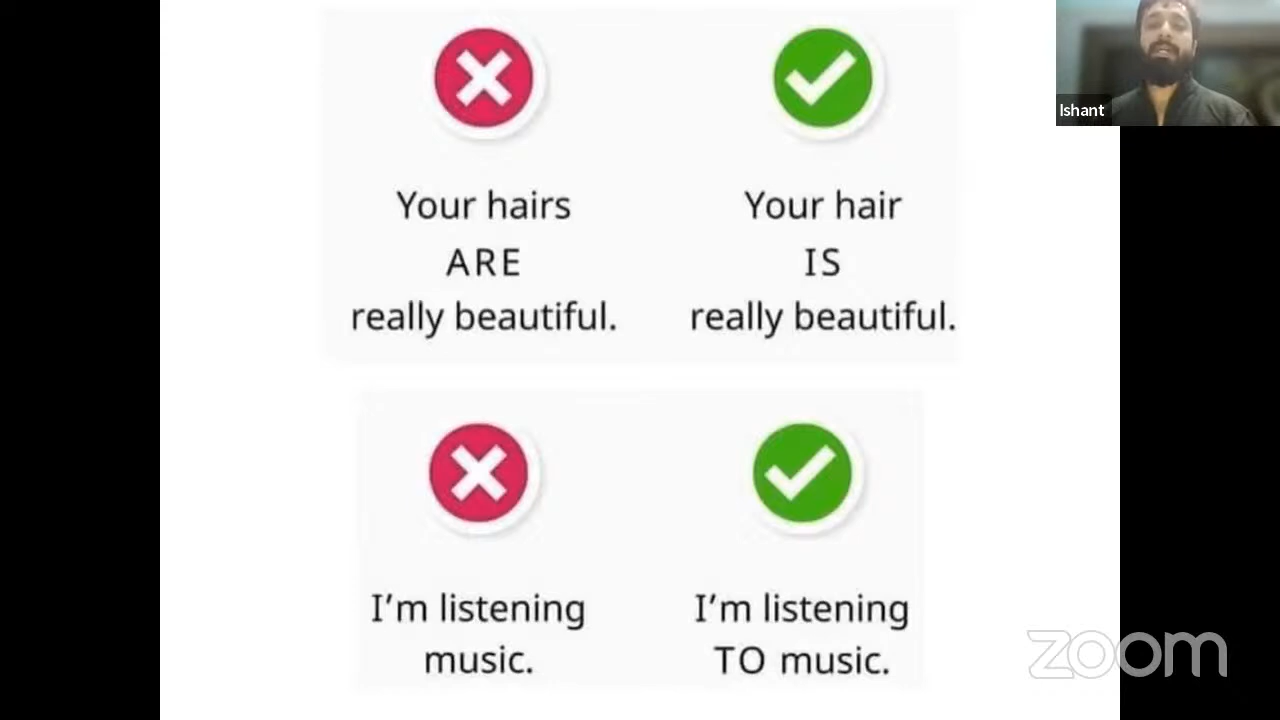 Your hairs
ARE
really beautiful.
Your hair
IS
really beautiful.
Ishant
I'm listening
music.
I'm listening
TO music.
zoom